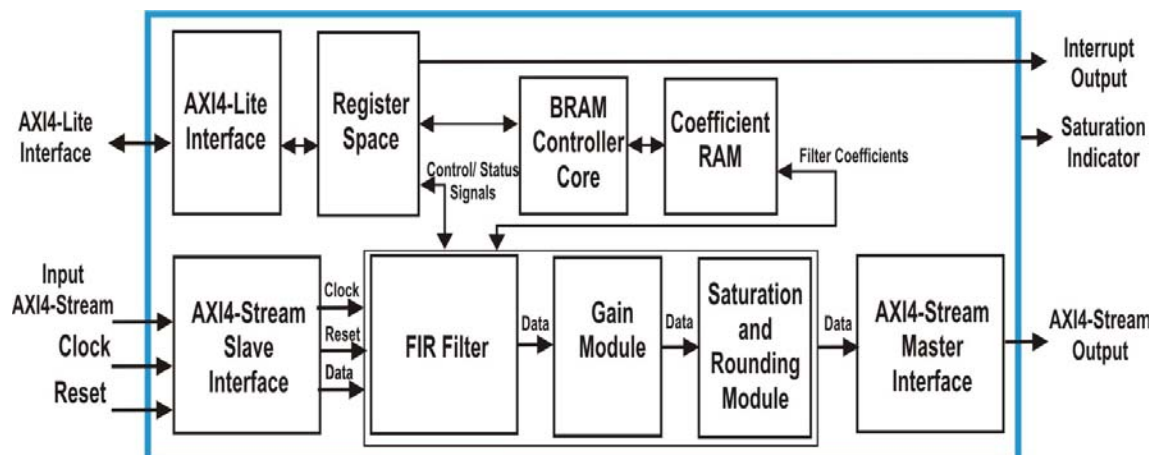 AXI4-Lite
Interface
AXI4-Lite
Interface
Register
Space
BRAM
Controller
Core
Coefficient
RAM
Interrupt
Output
Saturation
Indicator
Control/ Status
Signals
Filter Coefficients
Input
AXI4-Stream
Clock
Reset
AXI4-Stream
Slave
Interface
Clock
Reset
Data
FIR Filter
Data
Gain
Module
Data
Saturation
and
Rounding
Module
Data
AXI4-Stream
Master
Interface
AXI4-Stream
Output